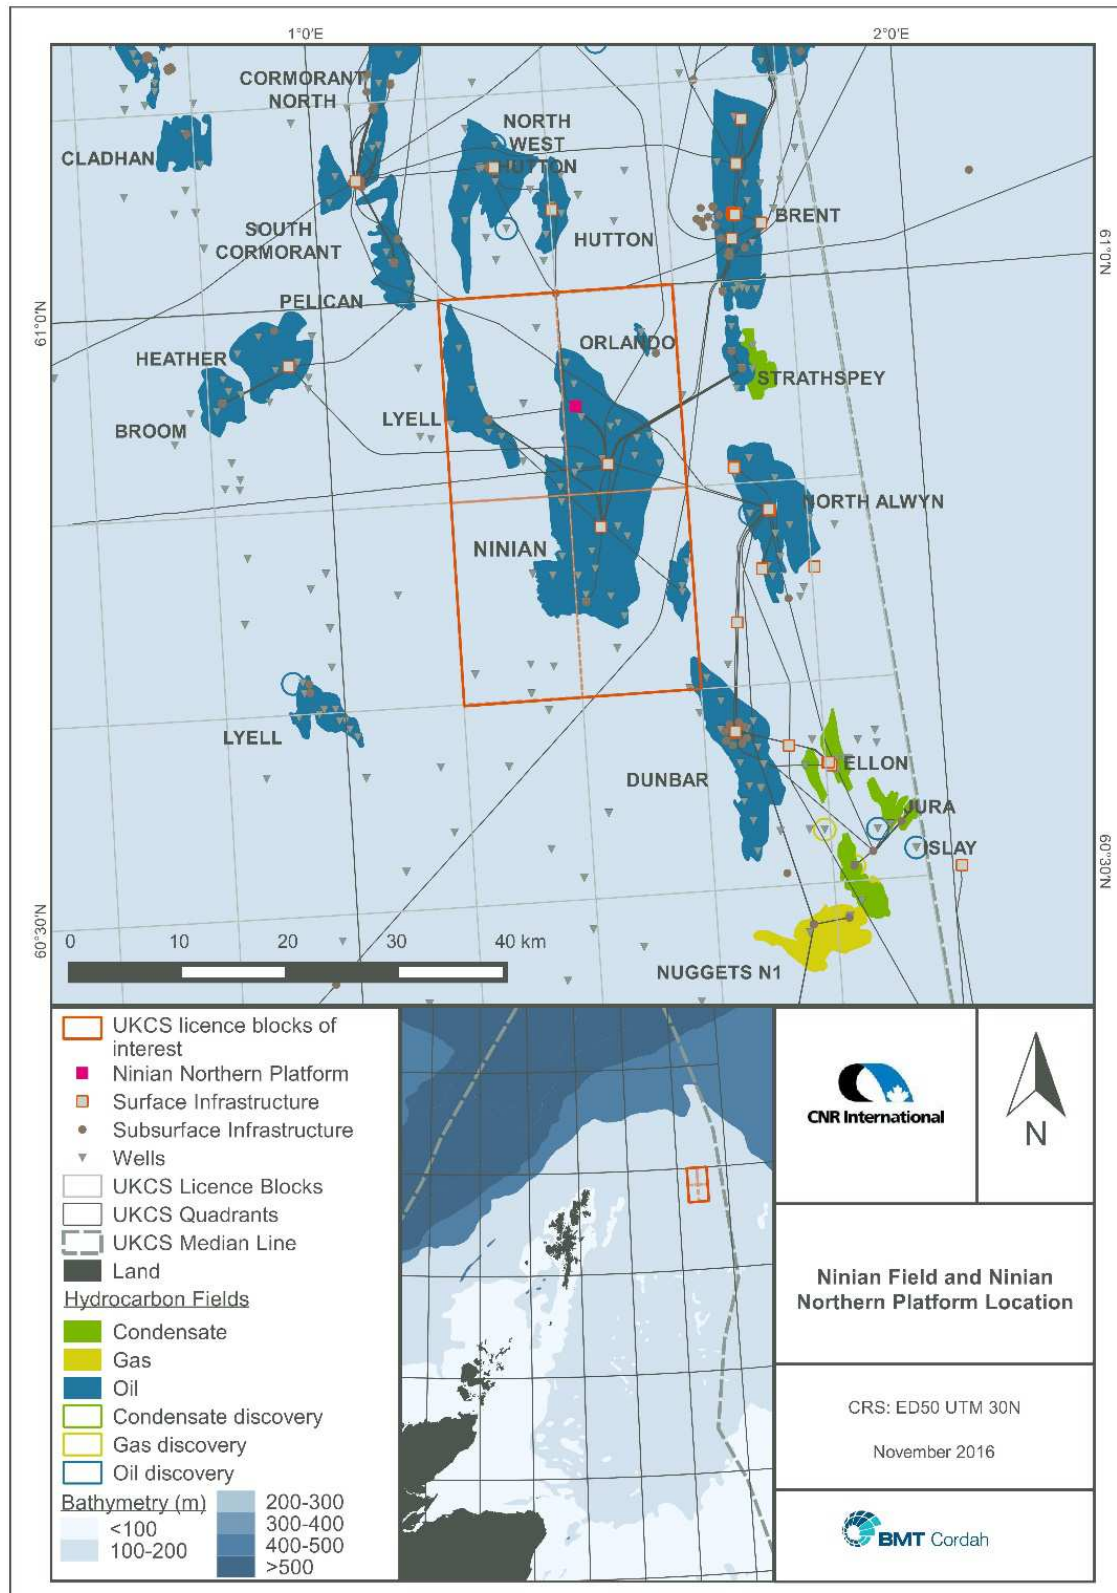 1°0'E
2°0'E
CORMORANT
NORTH
NORTH
WEST
HUTTON
CLADHAN
BRENT
SOUTH
CORMORANT
HUTTON
61°0'N
61°0'N
PELICAN
ORLANDO
HEATHER
STRATHSPEY
LYELL
BROOM
NORTH ALWYN
NINIAN
LYELL
DUNBAR
ELLON
JURA
ISLAY
60°30'N
60°3'0"N
0 10 20 30 40 km
NUGGETS N1
UKCS licence blocks of
interest
Ninian Northern Platform
Surface Infrastructure
Subsurface Infrastructure
Wells
UKCS Licence Blocks
UKCS Quadrants
UKCS Median Line
Land
Hydrocarbon Fields
Condensate
Gas
Oil
Condensate discovery
Gas discovery
Oil discovery
Bathymetry (m)
<100
100-200
200-300
300-400
400-500
>500
CNR International
N
Ninian Field and Ninian
Northern Platform Location
CRS: ED50 UTM 30N
November 2016
BMT Cordah